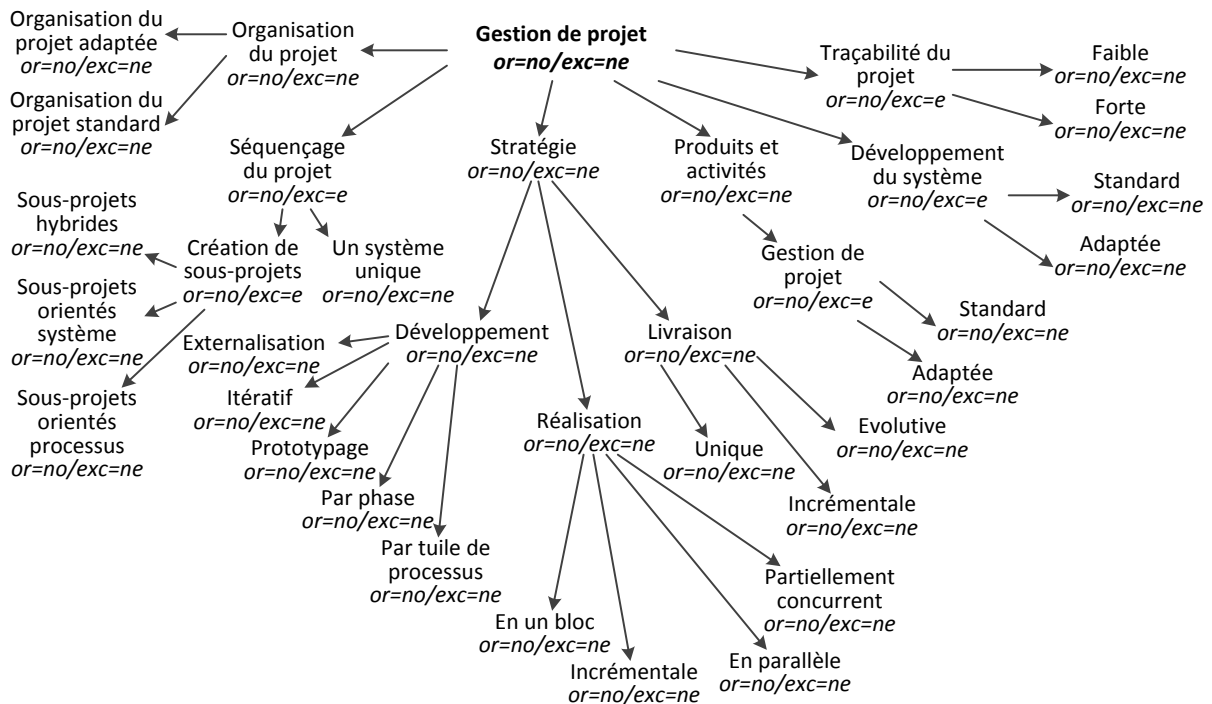 Gestion de projet
or=no/exc=ne
Organisation
du projet
or=no/exc=ne
Organisation du
projet adaptée
or=no/exc=ne
Organisation du
projet standard
or=no/exc=ne
Séquençage
du projet
or=no/exc=e
Création de
sous-projets
or=no/exc=e
Sous-projets
hybrides
or=no/exc=ne
Sous-projets
orientés
système
or=no/exc=ne
Sous-projets
orientés
processus
or=no/exc=ne
Un système
unique
or=no/exc=ne
Stratégie
or=no/exc=ne
Développement
or=no/exc=ne
Externalisation
or=no/exc=ne
Itératif
or=no/exc=ne
Prototypage
or=no/exc=ne
Par phase
or=no/exc=ne
Par tuile de
processus
or=no/exc=ne
Réalisation
or=no/exc=ne
En un bloc
or=no/exc=ne
Incrémentale
or=no/exc=ne
En parallèle
or=no/exc=ne
Partiellement
concurrent
or=no/exc=ne
Livraison
or=no/exc=ne
Unique
or=no/exc=ne
Incrémentale
or=no/exc=ne
Evolutive
or=no/exc=ne
Produits et
activités
or=no/exc=ne
Gestion de
projet
or=no/exc=e
Standard
or=no/exc=ne
Adaptée
or=no/exc=ne
Développement
du système
or=no/exc=e
Standard
or=no/exc=ne
Adaptée
or=no/exc=ne
Traçabilité du
projet
or=no/exc=e
Faible
or=no/exc=ne
Forte
or=no/exc=ne